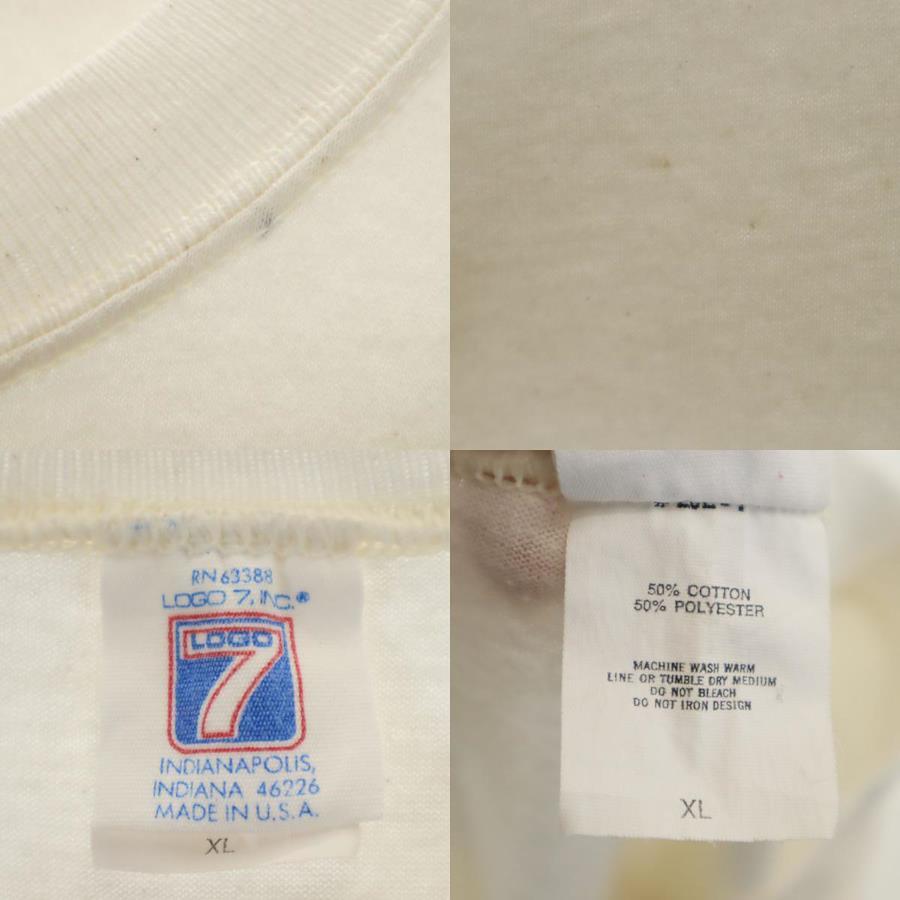 RN 63388
LOGO 7, INC.®
LOGO
7
INDIANAPOLIS,
INDIANA 46226
MADE IN U.S.A.
XL
50% COTTON
50% POLYESTER
MACHINE WASH WARM
LINE OR TUMBLE DRY MEDIUM
DO NOT BLEACH
DO NOT IRON DESIGN
XL